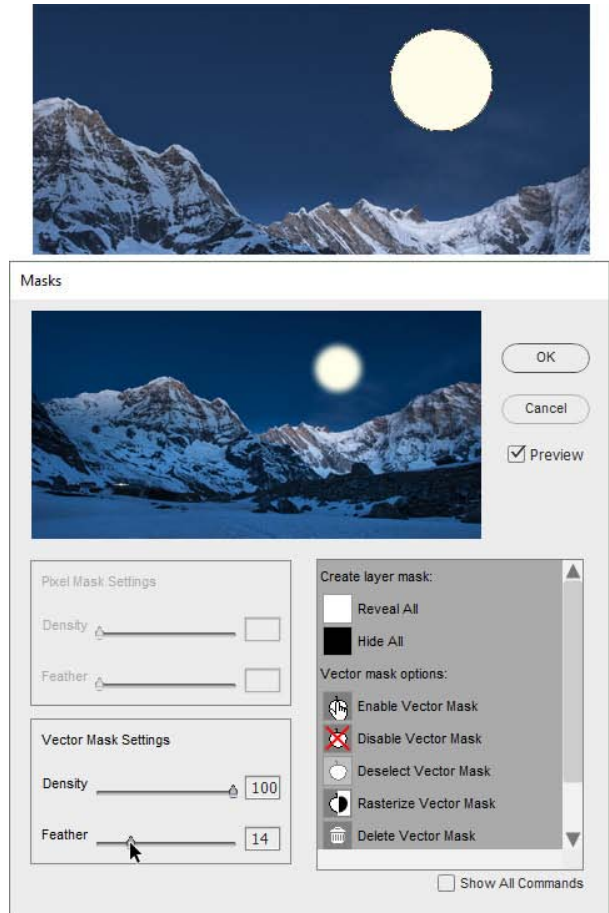 Masks
OK
Cancel
Preview
Pixel Mask Settings
Density
Feather
Vector Mask Settings
Density 100
Feather 14
Create layer mask:
Reveal All
Hide All
Vector mask options:
Enable Vector Mask
Disable Vector Mask
Deselect Vector Mask
Rasterize Vector Mask
Delete Vector Mask
Show All Commands